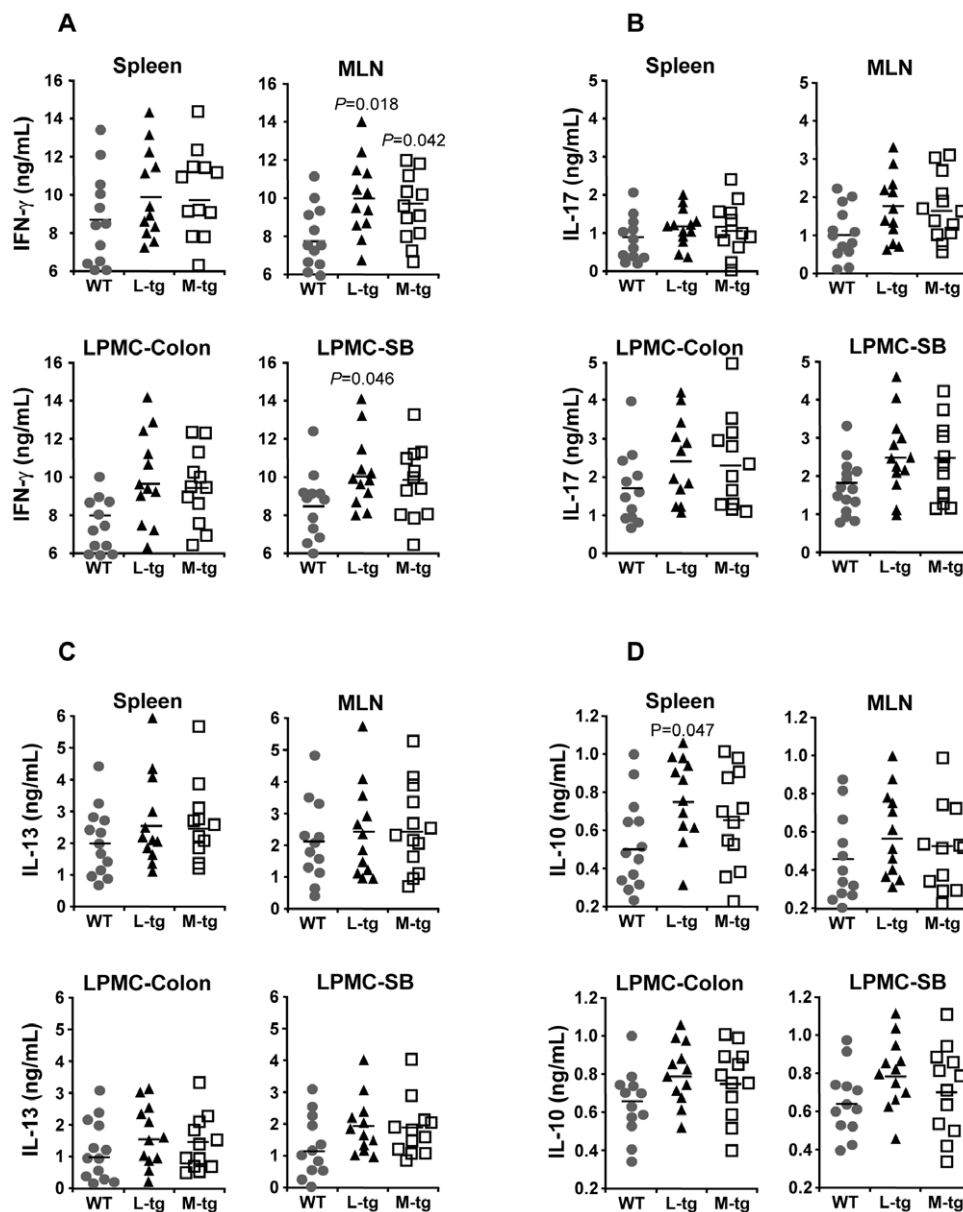 A
B
Spleen
MLN
Spleen
MLN
IFN-γ (ng/mL)
16
14
12
10
8
6
WT L-tg M-tg
16
14
12
10
8
6
P=0.018
P=0.042
WT L-tg M-tg
IL-17 (ng/mL)
5
4
3
2
1
0
WT L-tg M-tg
5
4
3
2
1
0
WT L-tg M-tg
LPMC-Colon
LPMC-SB
LPMC-Colon
LPMC-SB
IFN-γ (ng/mL)
16
14
12
10
8
6
WT L-tg M-tg
16
14
12
10
8
6
P=0.046
WT L-tg M-tg
IL-17 (ng/mL)
5
4
3
2
1
0
WT L-tg M-tg
5
4
3
2
1
0
WT L-tg M-tg
C
D
Spleen
MLN
Spleen
MLN
IL-13 (ng/mL)
6
5
4
3
2
1
0
WT L-tg M-tg
6
5
4
3
2
1
0
WT L-tg M-tg
IL-10 (ng/mL)
1.2
1.0
0.8
0.6
0.4
0.2
P=0.047
WT L-tg M-tg
1.2
1.0
0.8
0.6
0.4
0.2
WT L-tg M-tg
LPMC-Colon
LPMC-SB
LPMC-Colon
LPMC-SB
IL-13 (ng/mL)
6
5
4
3
2
1
0
WT L-tg M-tg
6
5
4
3
2
1
0
WT L-tg M-tg
IL-10 (ng/mL)
1.2
1.0
0.8
0.6
0.4
0.2
WT L-tg M-tg
1.2
1.0
0.8
0.6
0.4
0.2
WT L-tg M-tg